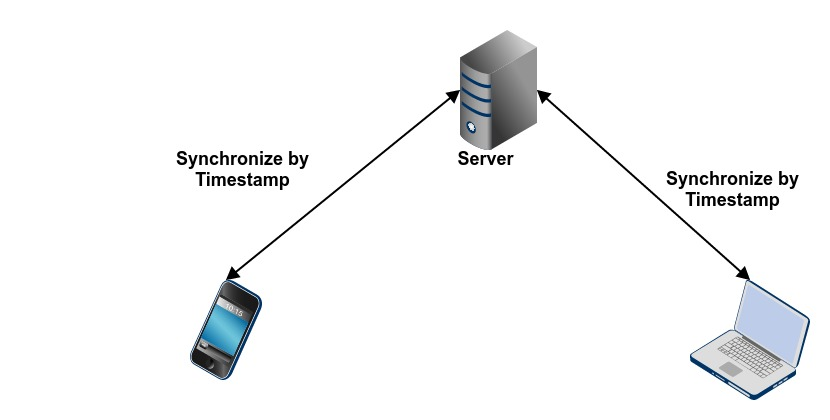 Synchronize by
Timestamp
Server
Synchronize by
Timestamp
10:15